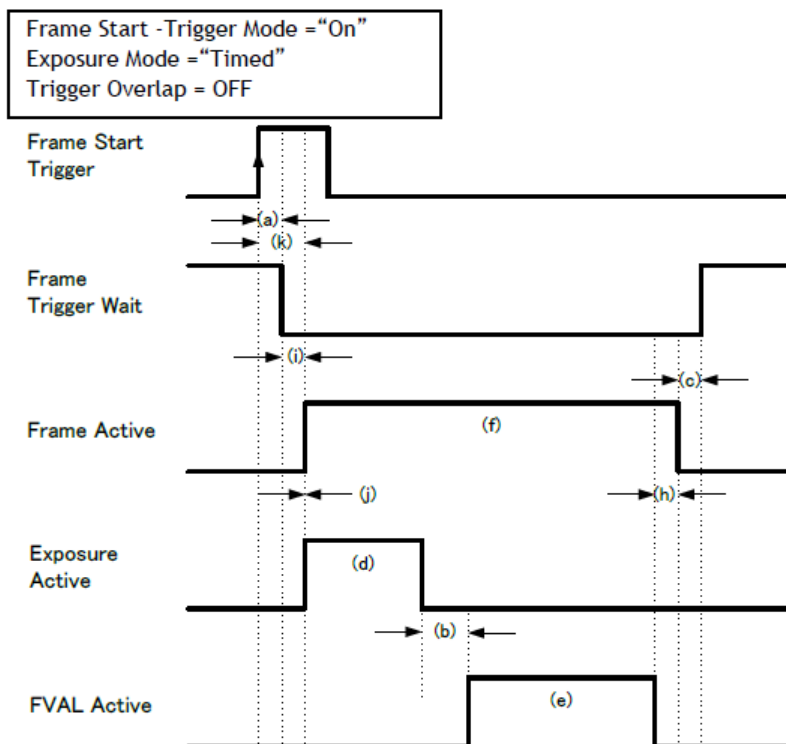 Frame Start -Trigger Mode =“On”
Exposure Mode =“Timed”
Trigger Overlap = OFF
Frame Start
Trigger
(a)
(k)
Frame
Trigger Wait
(i)
(c)
Frame Active
(f)
(j)
(h)
Exposure
Active
(d)
(b)
FVAL Active
(e)